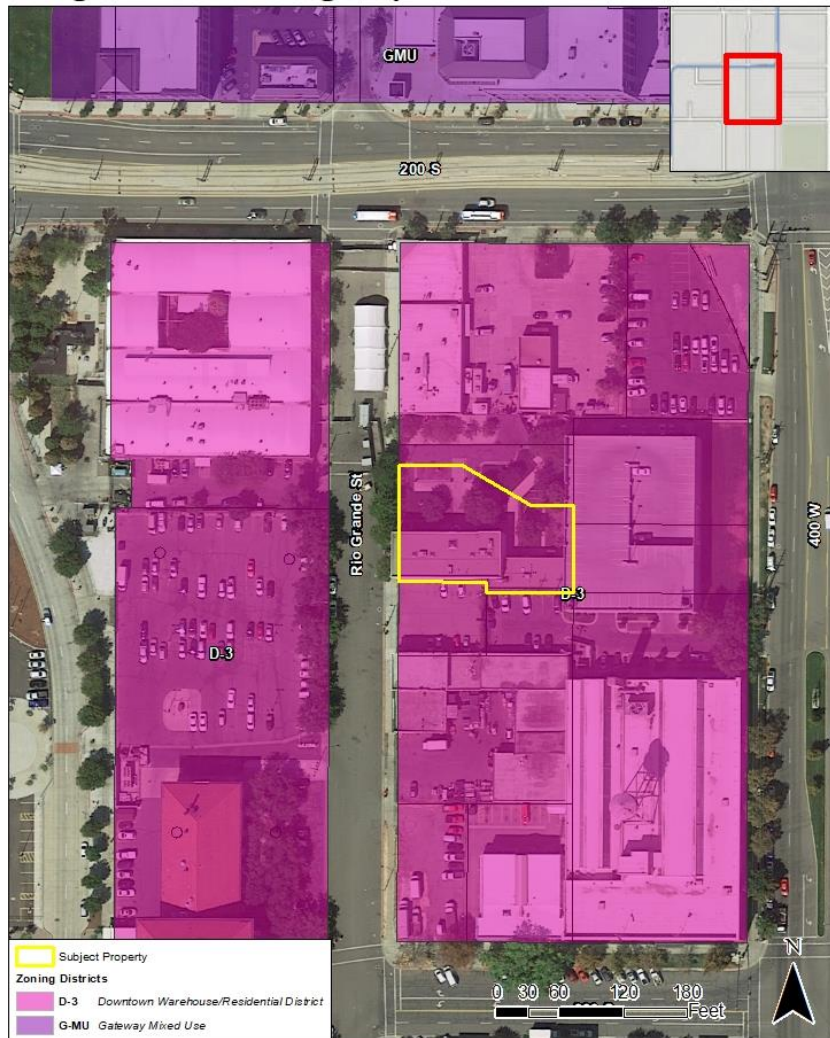 GMU
200 S
Rio Grande St
400 W
D-3
D-3
Subject Property
Zoning Districts
D-3 Downtown Warehouse/Residential District
G-MU Gateway Mixed Use
0 30 60 120 180
Feet
N